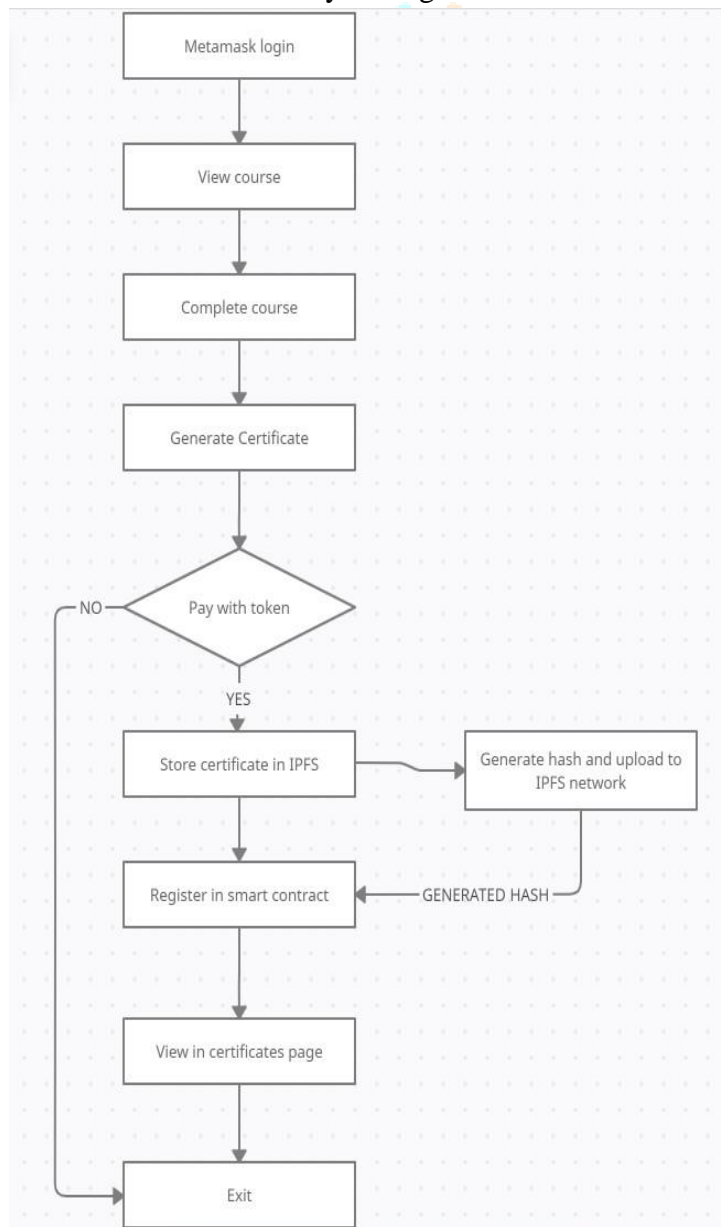 Metamask login
View course
Complete course
Generate Certificate
Pay with token
NO
YES
Store certificate in IPFS
Generate hash and upload to
IPFS network
Register in smart contract
GENERATED HASH
View in certificates page
Exit